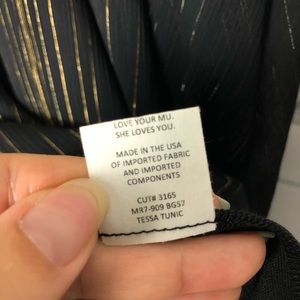 LOVE YOUR MU.
SHE LOVES YOU.
MADE IN THE USA
OF IMPORTED FABRIC
AND IMPORTED
COMPONENTS
CUT# 3165
MR7-909 BG57
TESSA TUNIC